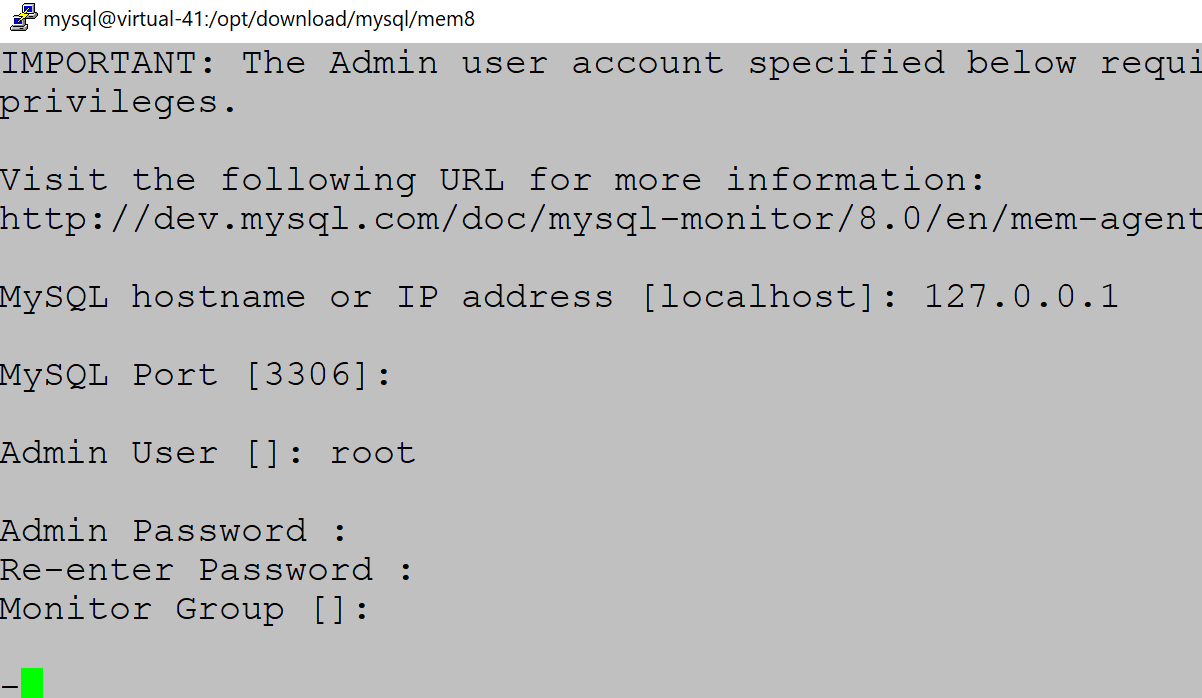 mysql@virtual-41:/opt/download/mysql/mem8
IMPORTANT: The Admin user account specified below requi
privileges.
Visit the following URL for more information:
http://dev.mysql.com/doc/mysql-monitor/8.0/en/mem-agent
MySQL hostname or IP address [localhost]: 127.0.0.1
MySQL Port [3306]:
Admin User []: root
Admin Password :
Re-enter Password :
Monitor Group []:
-